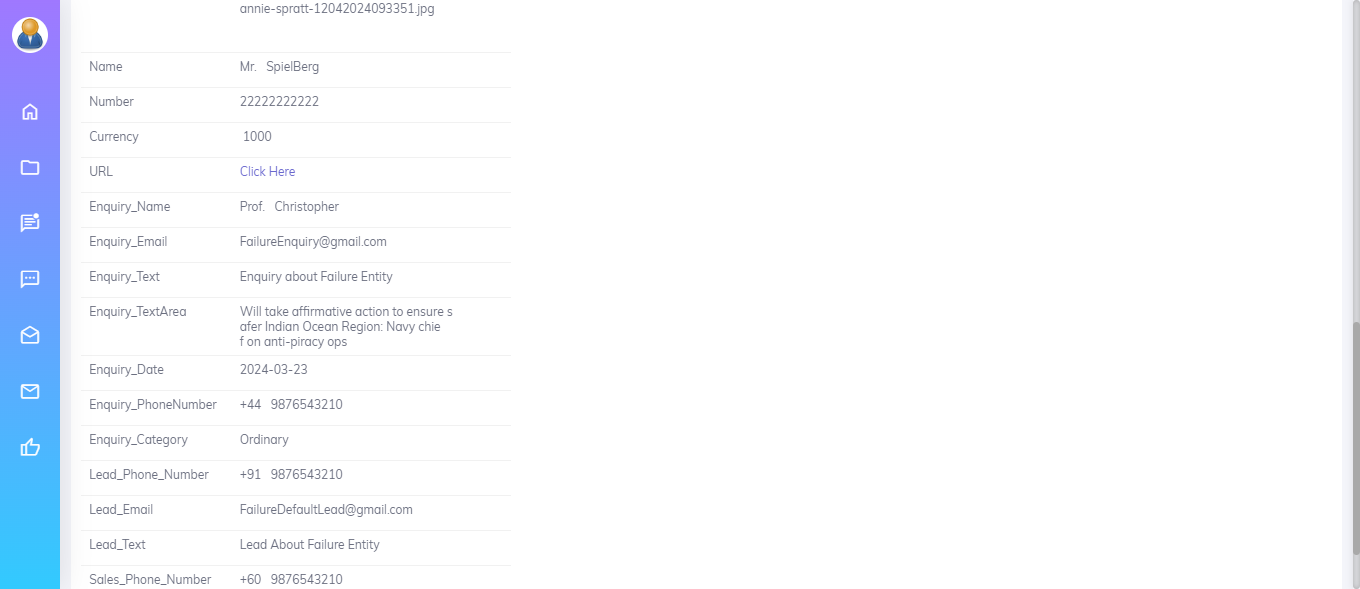 annie-spratt-12042024093351.jpg
Name Mr. SpielBerg
Number 22222222222
Currency 1000
URL Click Here
Enquiry_Name Prof. Christopher
Enquiry_Email FailureEnquiry@gmail.com
Enquiry_Text Enquiry about Failure Entity
Enquiry_TextArea Will take affirmative action to ensure s
afer Indian Ocean Region: Navy chie
f on anti-piracy ops
Enquiry_Date 2024-03-23
Enquiry_PhoneNumber +44 9876543210
Enquiry_Category Ordinary
Lead_Phone_Number +91 9876543210
Lead_Email FailureDefaultLead@gmail.com
Lead_Text Lead About Failure Entity
Sales_Phone_Number +60 9876543210